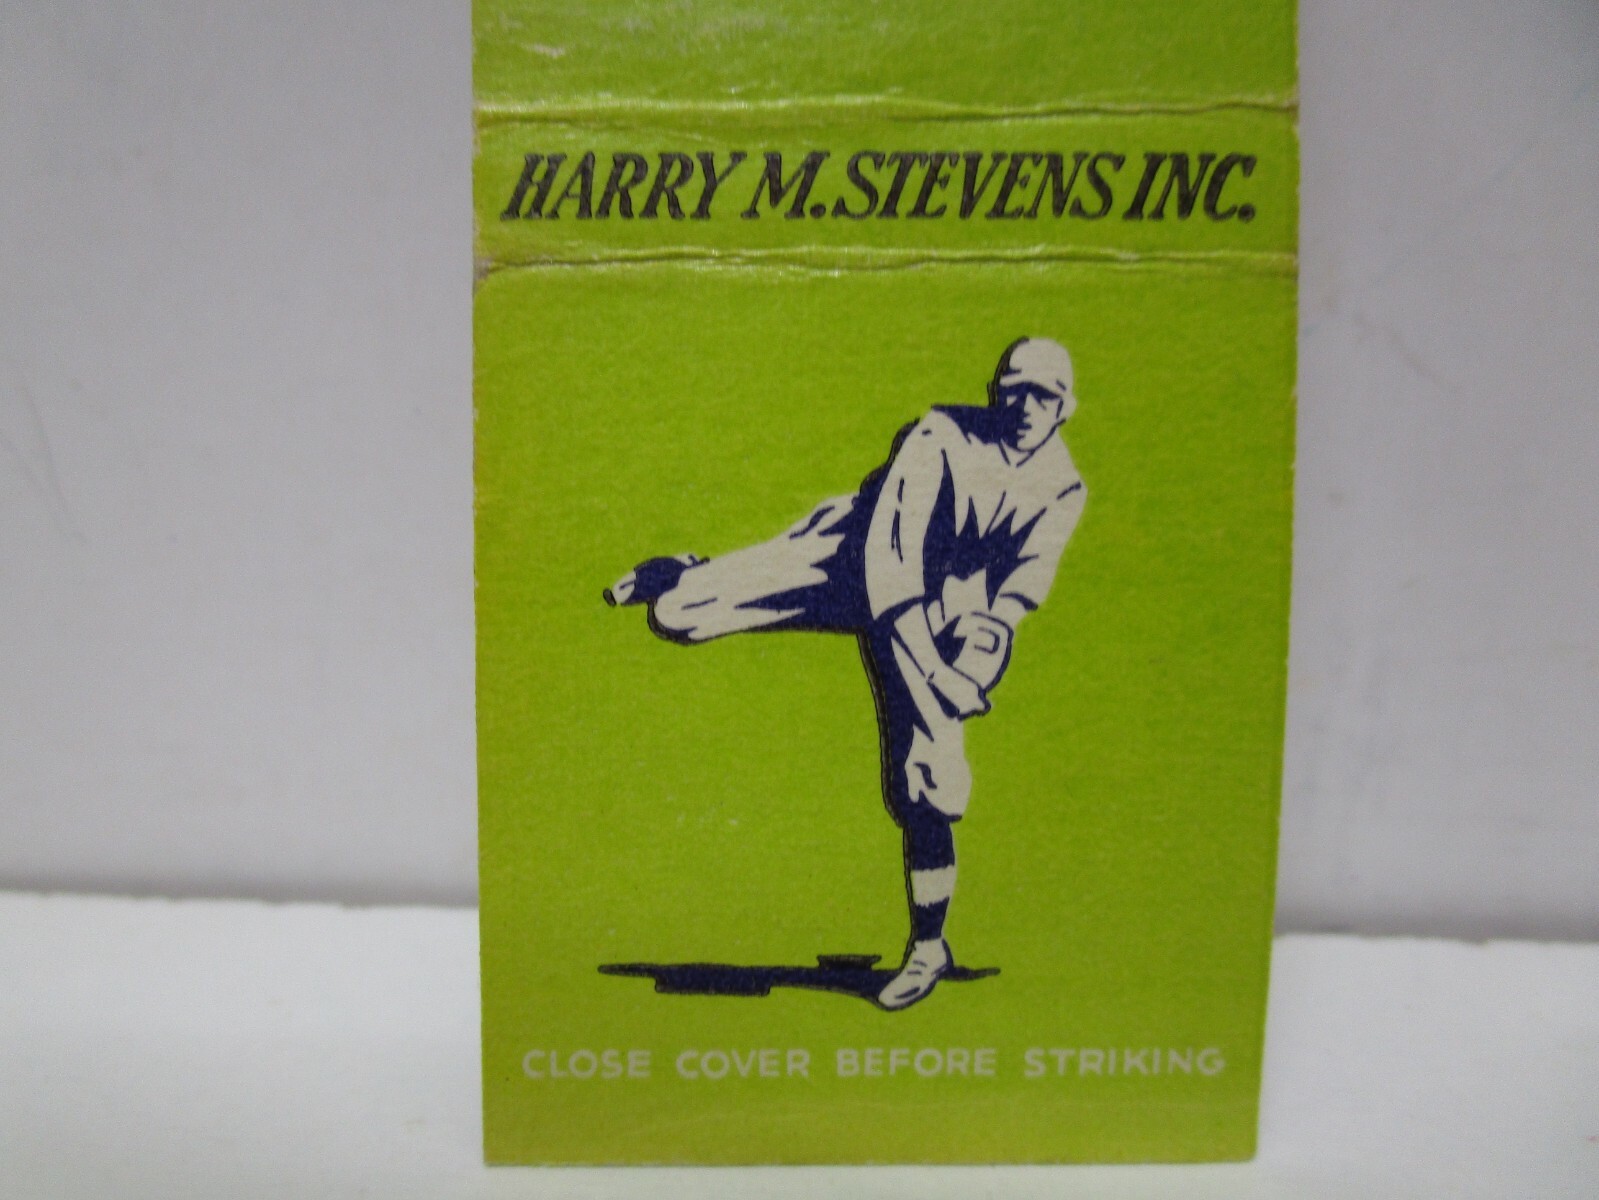 HARRY M. STEVENS INC.
CLOSE COVER BEFORE STRIKING